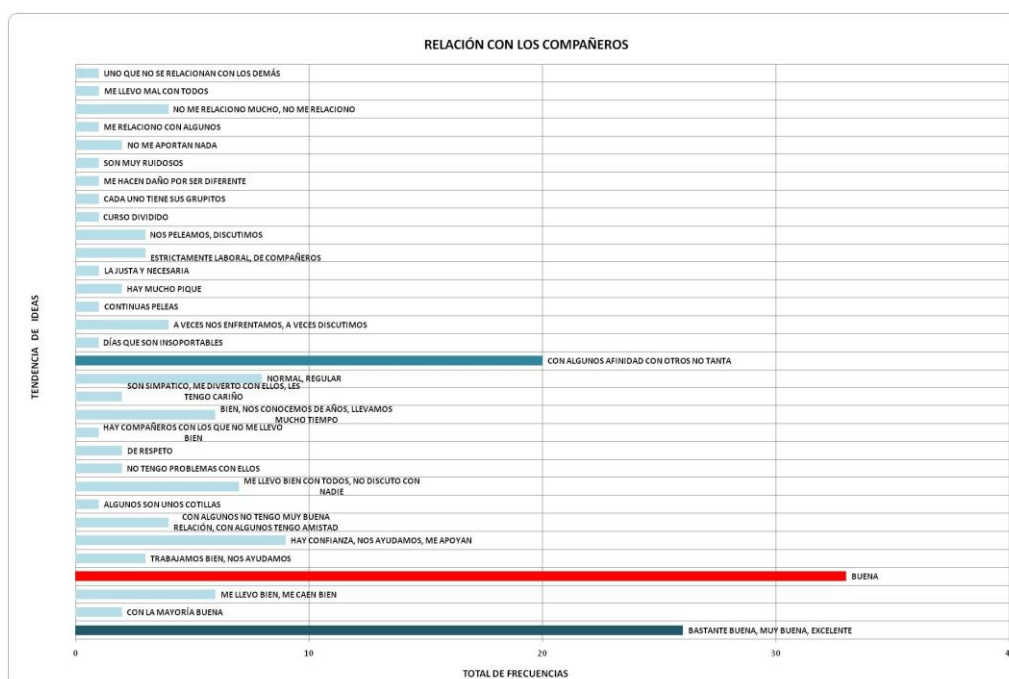 RELACIÓN CON LOS COMPAÑEROS
TENDENCIA DE IDEAS
UNO QUE NO SE RELACIONAN CON LOS DEMÁS
ME LLEVO MAL CON TODOS
NO ME RELACIONO MUCHO, NO ME RELACIONO
ME RELACIONO CON ALGUNOS
NO ME APORTAN NADA
SON MUY RUIDOSOS
ME HACEN DAÑO POR SER DIFERENTE
CADA UNO TIENE SUS GRUPITOS
CURSO DIVIDIDO
NOS PELEAMOS, DISCUTIMOS
ESTRICTAMENTE LABORAL, DE COMPAÑEROS
LA JUSTA Y NECESARIA
HAY MUCHO PIQUE
CONTINUAS PELEAS
A VECES NOS ENFRENTAMOS, A VECES DISCUTIMOS
DÍAS QUE SON INSOPORTABLES
CON ALGUNOS AFINIDAD CON OTROS NO TANTA
NORMAL, REGULAR
SON SIMPATICO, ME DIVERTO CON ELLOS, LES
TENGO CARIÑO
BIEN, NOS CONOCEMOS DE AÑOS, LLEVAMOS
MUCHO TIEMPO
HAY COMPAÑEROS CON LOS QUE NO ME LLEVO
BIEN
DE RESPETO
NO TENGO PROBLEMAS CON ELLOS
ME LLEVO BIEN CON TODOS, NO DISCUTO CON
NADIE
ALGUNOS SON UNOS COTILLAS
CON ALGUNOS NO TENGO MUY BUENA
RELACIÓN, CON ALGUNOS TENGO AMISTAD
HAY CONFIANZA, NOS AYUDAMOS, ME APOYAN
TRABAJAMOS BIEN, NOS AYUDAMOS
BUENA
ME LLEVO BIEN, ME CAEN BIEN
CON LA MAYORÍA BUENA
BASTANTE BUENA, MUY BUENA, EXCELENTE
0 10 20 30
TOTAL DE FRECUENCIAS